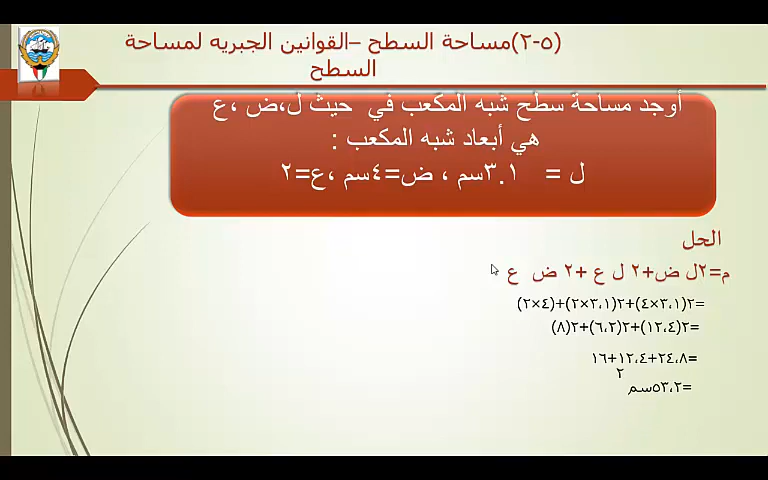 (٥-٢)مساحة السطح –القوانين الجبريه لمساحة
السطح
أوجد مساحة سطح شبه المكعب في حيث ل،ض ،ع
هي أبعاد شبه المكعب :
ل = ٣.١سم ، ض=٤سم ،ع=٢
الحل
م=٢ل ض+٢ ل ع +٢ ض ع
=٢(٤×٣،١)+٢(٢×٣،١)+(٢×٤)
=٢(١٢،٤)+٢(٦،٢)+٢(٨)
=٢٤،٨+١٢،٤+١٦
=٥٣،٢سم٢